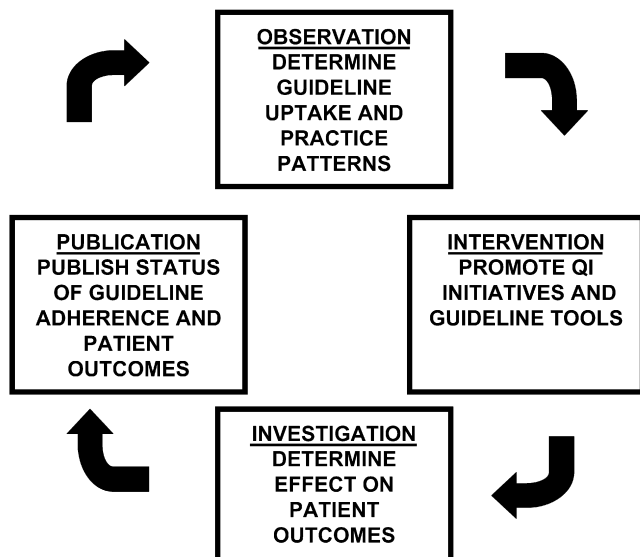 OBSERVATION
DETERMINE
GUIDELINE
UPTAKE AND
PRACTICE
PATTERNS
INTERVENTION
PROMOTE QI
INITIATIVES AND
GUIDELINE TOOLS
INVESTIGATION
DETERMINE
EFFECT ON
PATIENT
OUTCOMES
PUBLICATION
PUBLISH STATUS
OF GUIDELINE
ADHERENCE AND
PATIENT
OUTCOMES